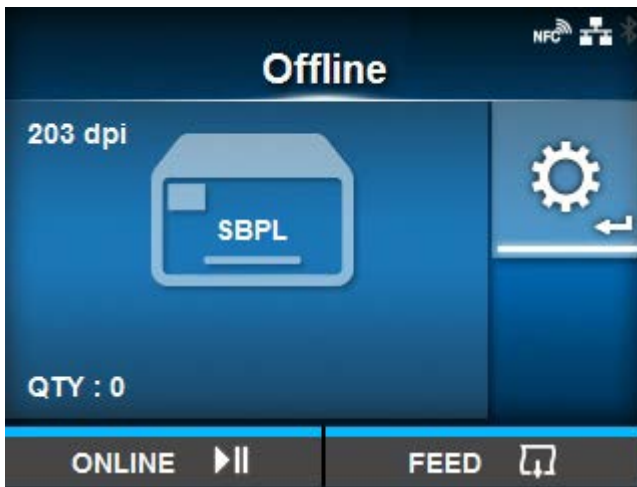 NFC
Offline
203 dpi
SBPL
QTY : 0
ONLINE
FEED